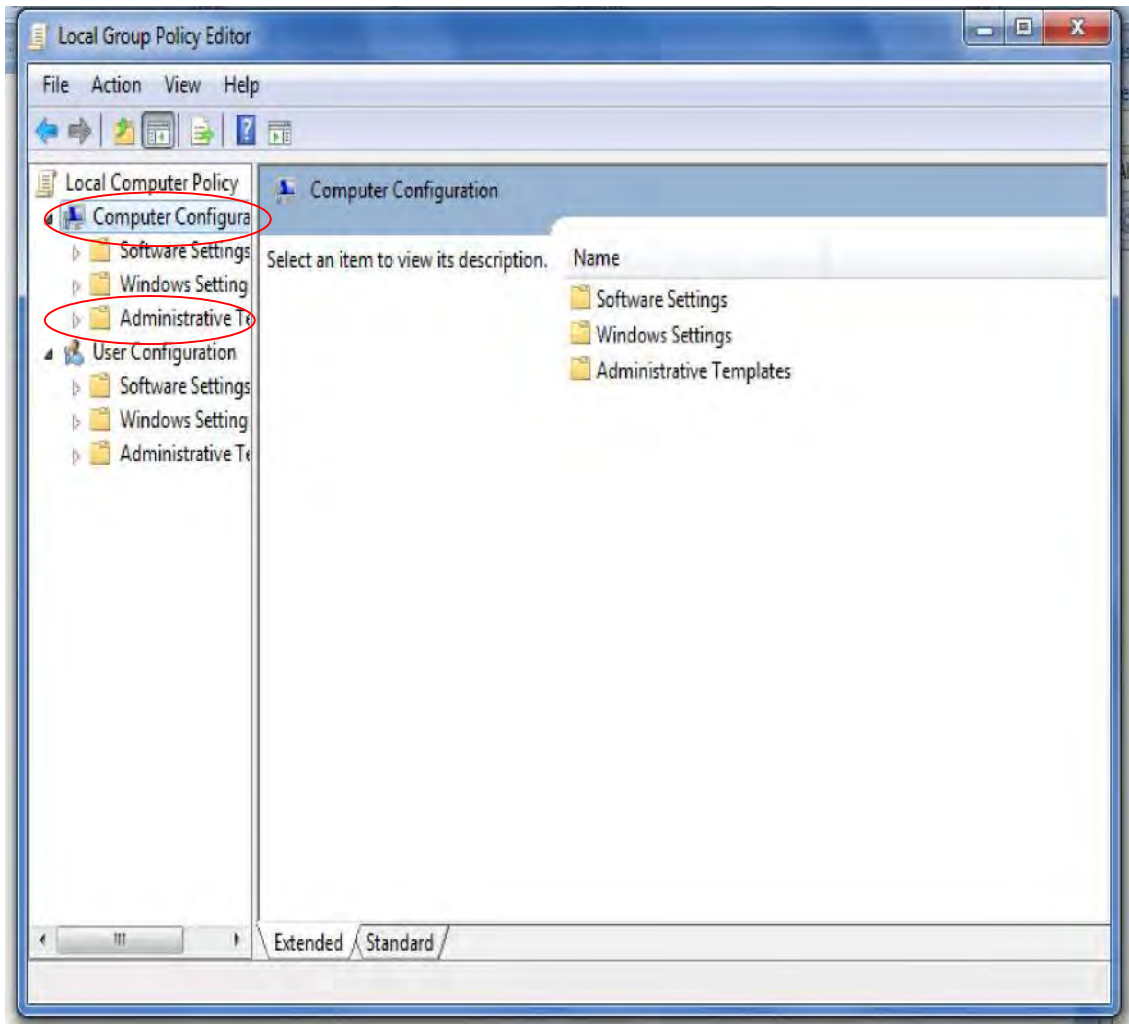 Local Group Policy Editor
File Action View Help
Local Computer Policy
Computer Configura
Software Settings
Windows Setting
Administrative Te
User Configuration
Software Settings
Windows Setting
Administrative Te
Computer Configuration
Select an item to view its description.
Name
Software Settings
Windows Settings
Administrative Templates
Extended Standard